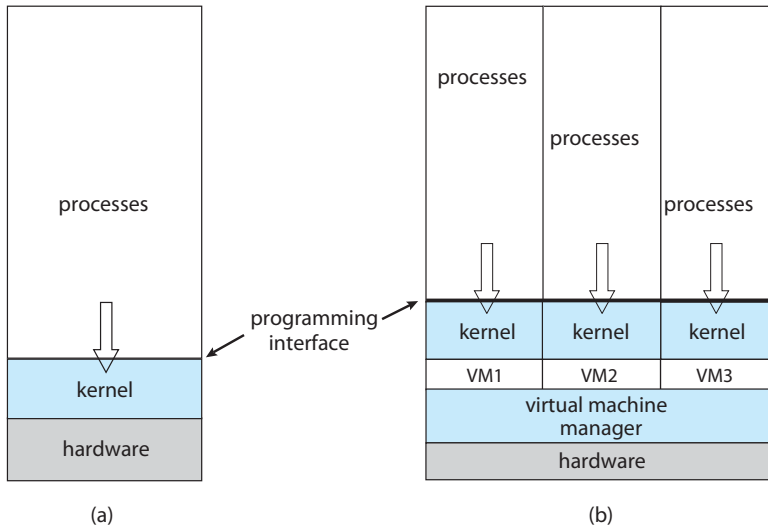 processes
kernel
hardware
(a)
programming
interface
processes
processes
processes
kernel
kernel
kernel
VM1
VM2
VM3
virtual machine
manager
hardware
(b)